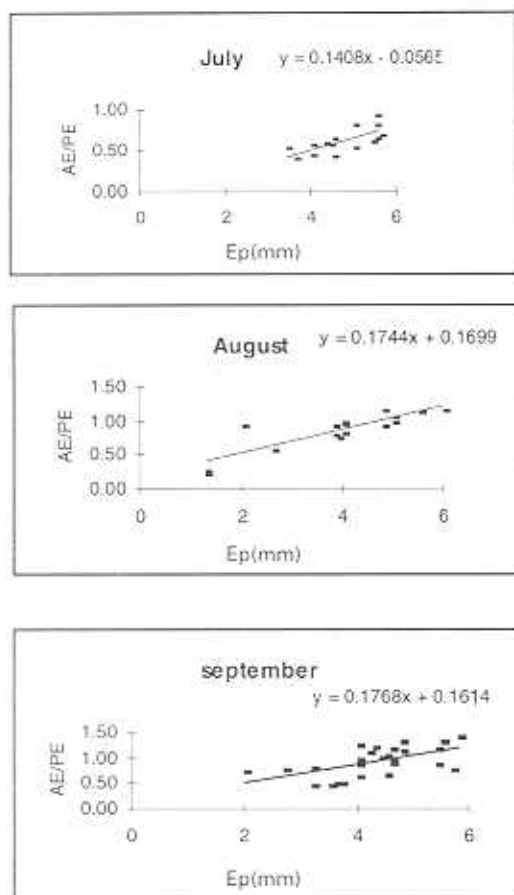 July y = 0.1408x - 0.0565
1.00
0.50
0.00
AE/PE
0 2 4 6
Ep(mm)
August y = 0.1744x + 0.1699
1.50
1.00
0.50
0.00
AE/PE
0 2 4 6
Ep(mm)
september
y = 0.1768x + 0.1614
1.50
1.00
0.50
0.00
AE/PE
0 2 4 6
Ep(mm)